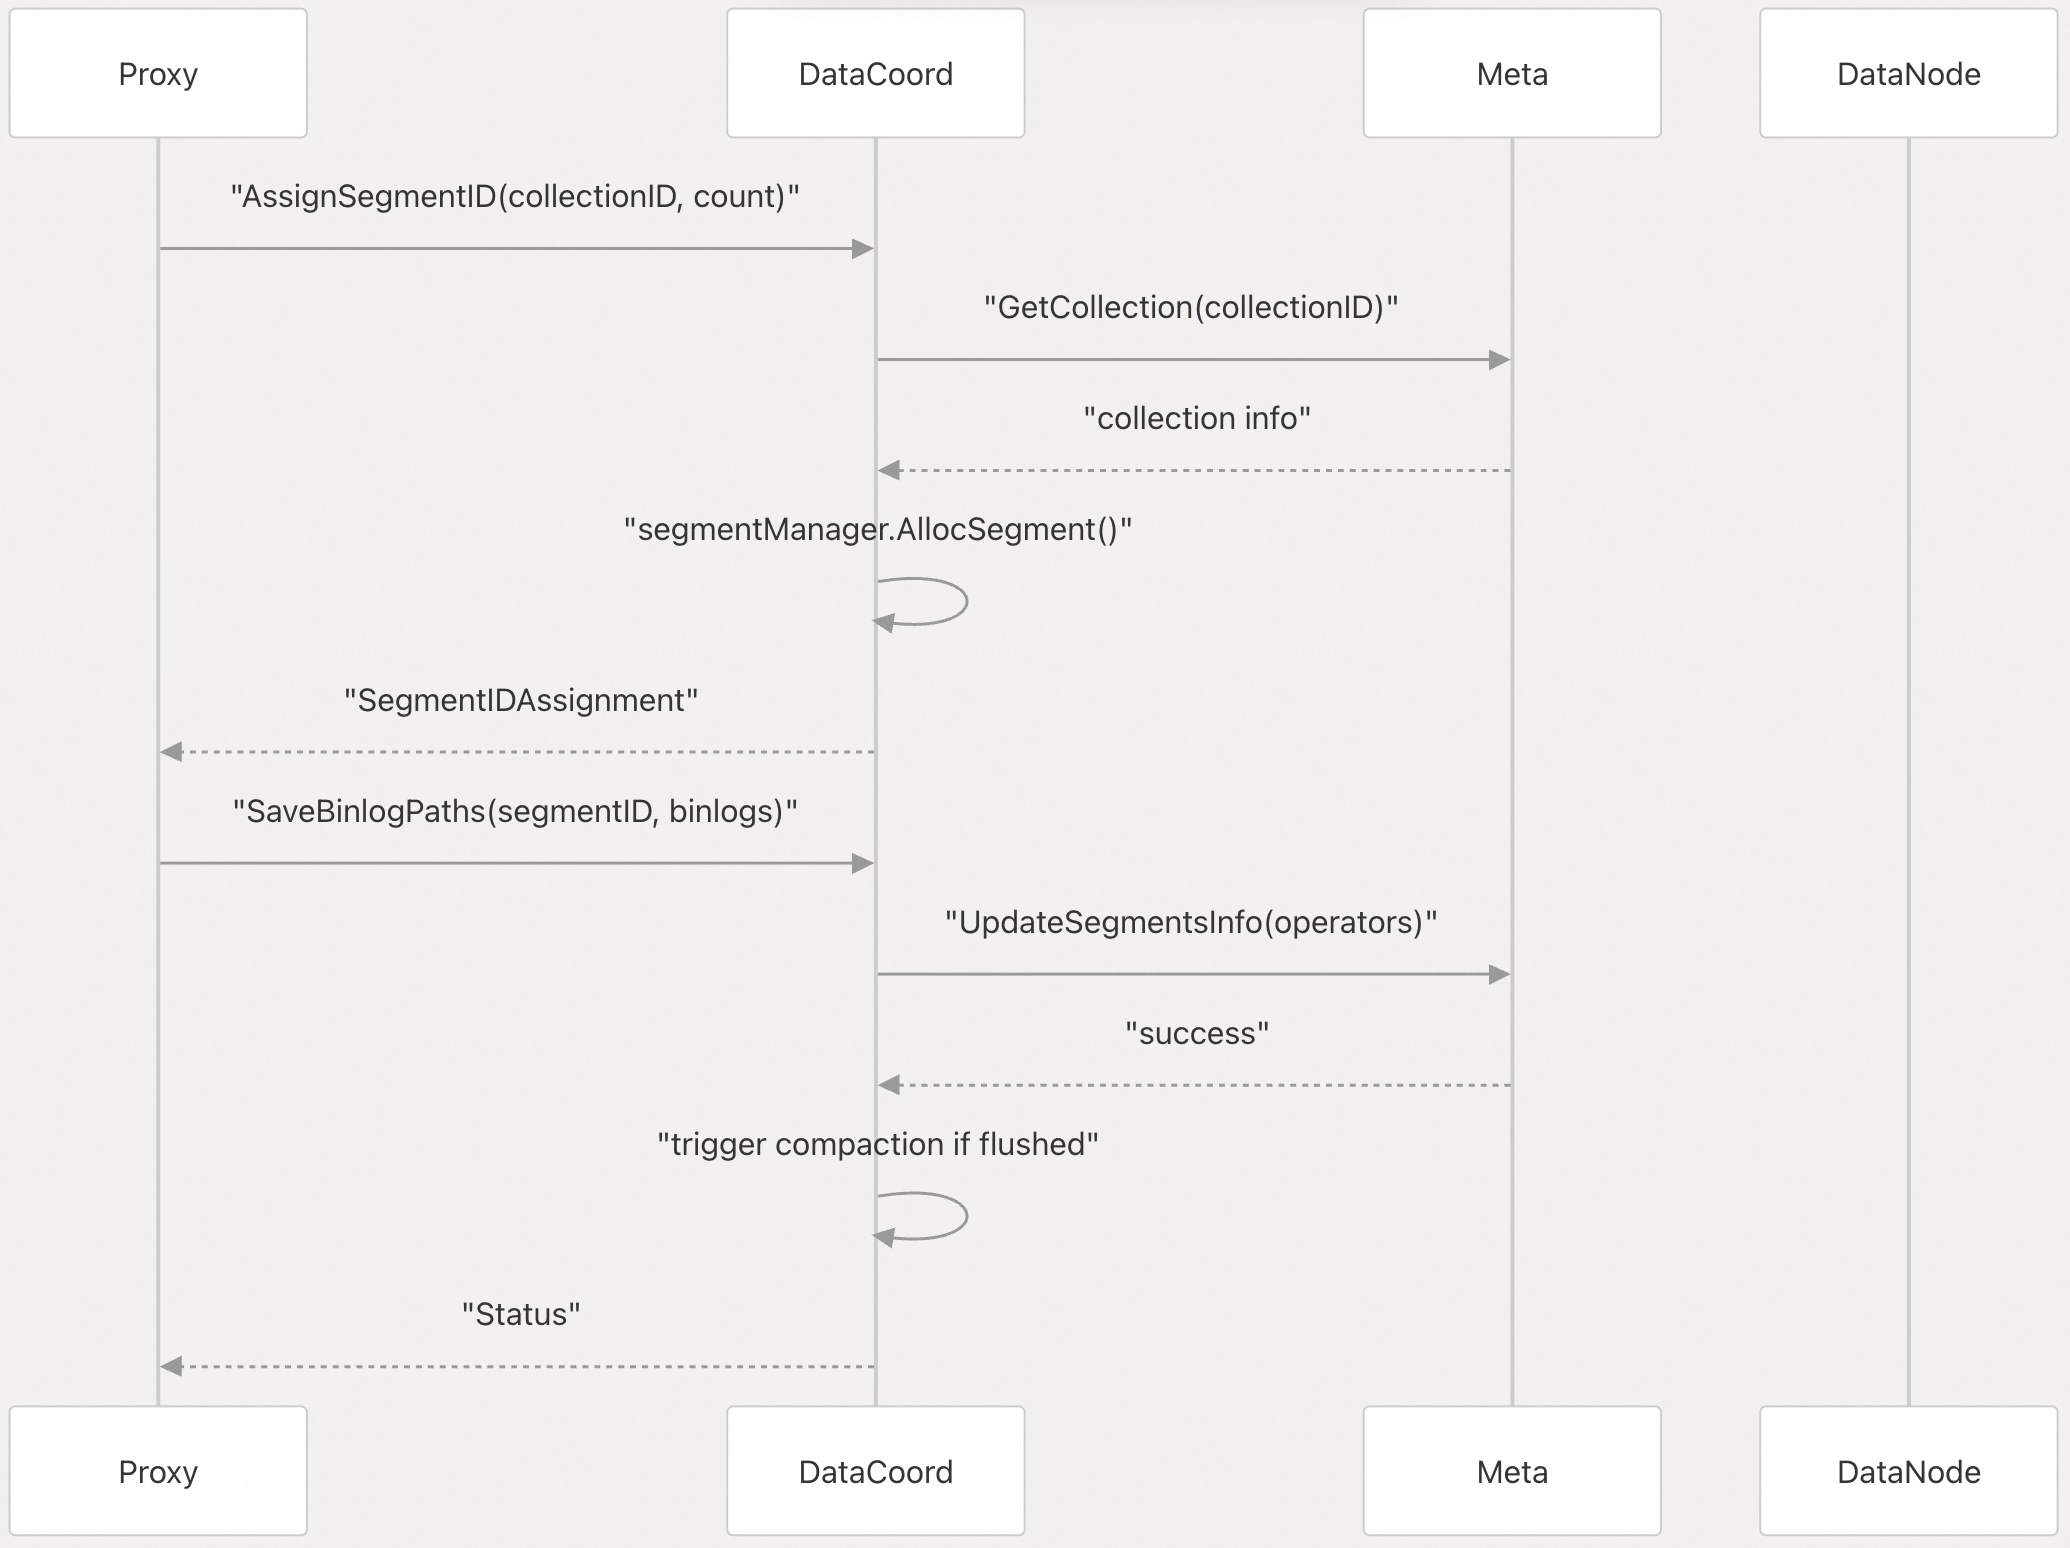 Proxy
DataCoord
Meta
DataNode
"AssignSegmentID(collectionID, count)"
"GetCollection(collectionID)"
"collection info"
"segmentManager.AllocSegment()"
"SegmentIDAssignment"
"SaveBinlogPaths(segmentID, binlogs)"
"UpdateSegmentsInfo(operators)"
"success"
"trigger compaction if flushed"
"Status"
Proxy
DataCoord
Meta
DataNode